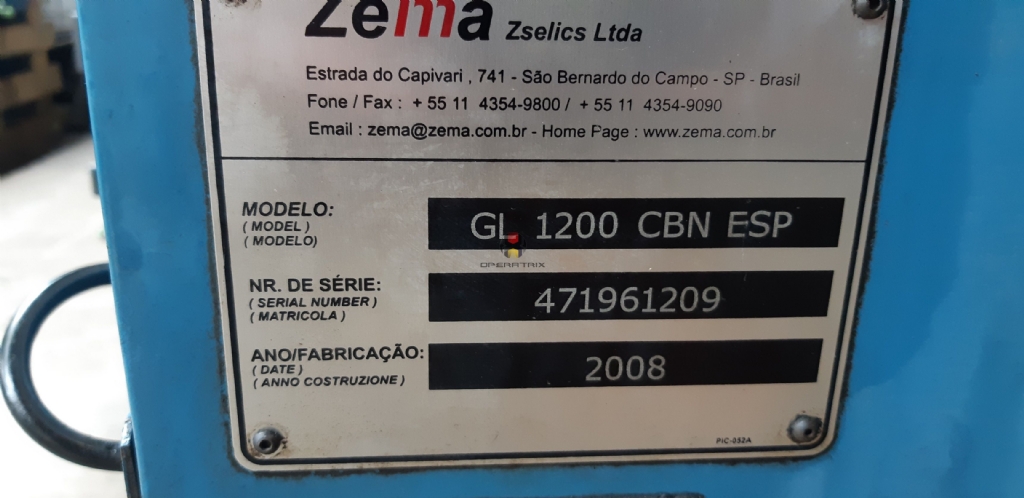 Zema Zselics Ltda
Estrada do Capivari , 741 - São Bernardo do Campo - SP - Brasil
Fone / Fax : + 55 11 4354-9800 / + 55 11 4354-9090
Email : zema@zema.com.br - Home Page : www.zema.com.br
MODELO:
( MODEL )
( MODELO)
GL 1200 CBN ESP
OPERATRIX
NR. DE SÉRIE:
( SERIAL NUMBER )
( MATRICOLA )
471961209
ANO/FABRICAÇÃO:
( DATE )
( ANNO COSTRUZIONE )
2008
PIC-052A